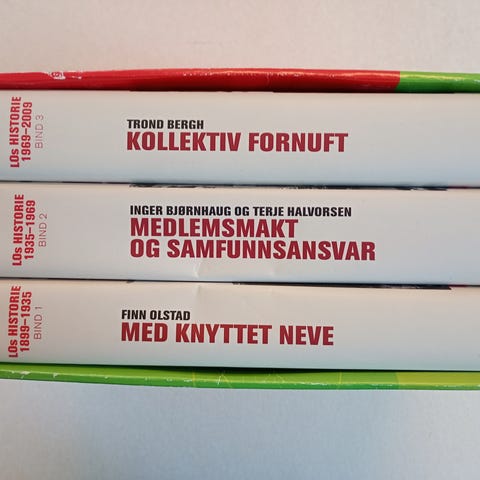 LOs HISTORIE
1969–2009
BIND 3
TROND BERGH
KOLLEKTIV FORNUFT
LOs HISTORIE
1935–1969
BIND 2
INGER BJØRNHAUG OG TERJE HALVORSEN
MEDLEMSMAKT
OG SAMFUNNSANSVAR
LOs HISTORIE
1899–1935
BIND 1
FINN OLSTAD
MED KNYTTET NEVE